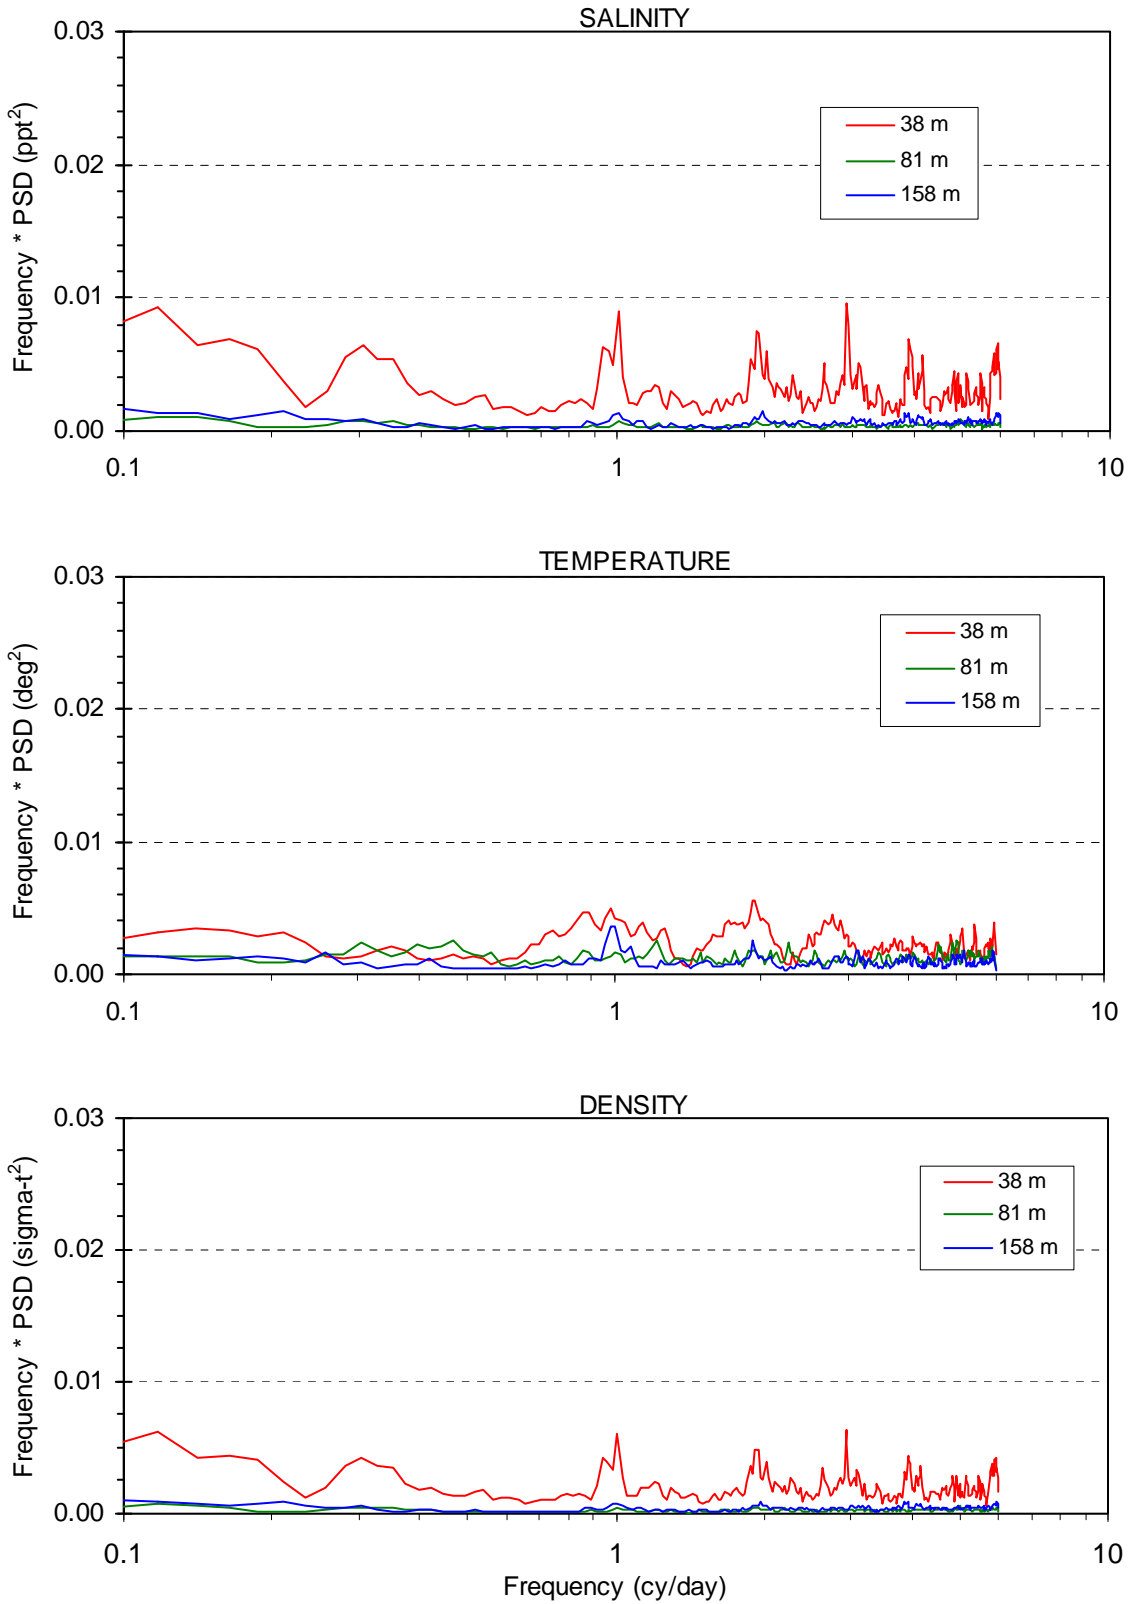 SALINITY
0.03
0.02
0.01
0.00
Frequency * PSD (ppt²)
38 m
81 m
158 m
0.1
1
10
TEMPERATURE
0.03
0.02
0.01
0.00
Frequency * PSD (deg²)
38 m
81 m
158 m
0.1
1
10
DENSITY
0.03
0.02
0.01
0.00
Frequency * PSD (sigma-t²)
38 m
81 m
158 m
0.1
1
10
Frequency (cy/day)